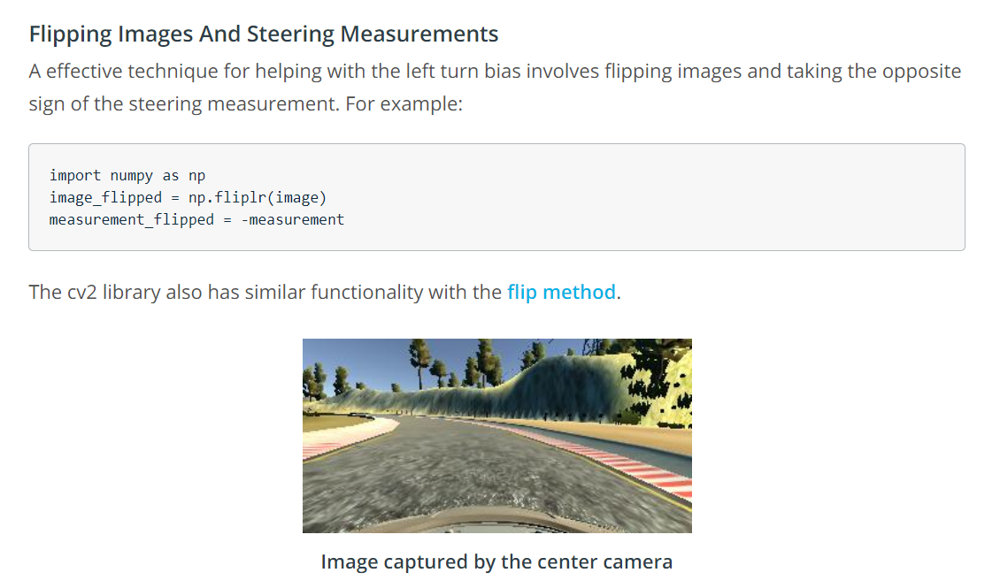 Flipping Images And Steering Measurements
A effective technique for helping with the left turn bias involves flipping images and taking the opposite
sign of the steering measurement. For example:
import numpy as np
image_flipped = np.fliplr(image)
measurement_flipped = -measurement
The cv2 library also has similar functionality with the flip method.
Image captured by the center camera